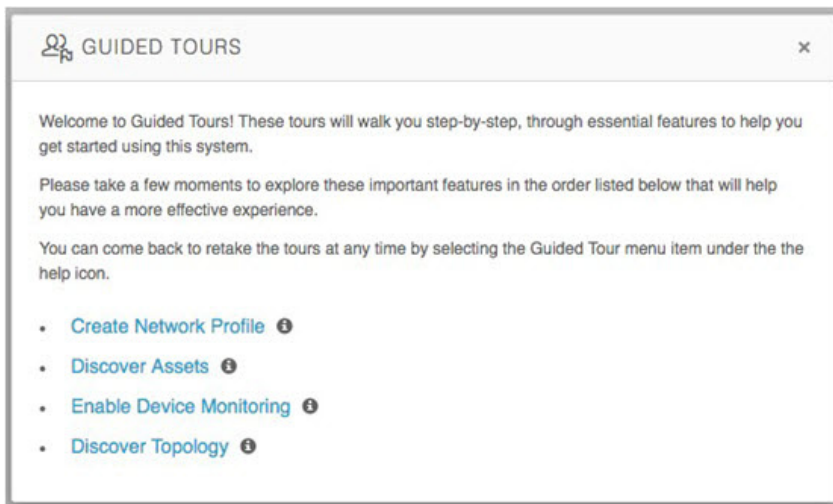 GUIDED TOURS ×
Welcome to Guided Tours! These tours will walk you step-by-step, through essential features to help you
get started using this system.
Please take a few moments to explore these important features in the order listed below that will help
you have a more effective experience.
You can come back to retake the tours at any time by selecting the Guided Tour menu item under the the
help icon.
• Create Network Profile
• Discover Assets
• Enable Device Monitoring
• Discover Topology